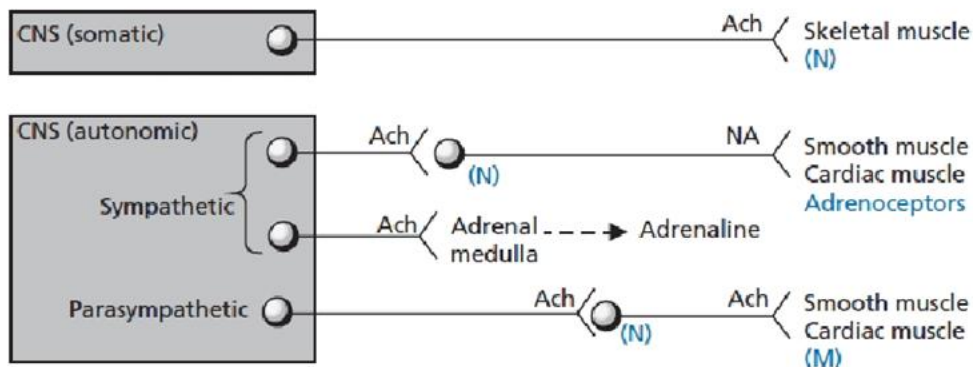 CNS (somatic)
Ach
Skeletal muscle
(N)
CNS (autonomic)
Sympathetic
Ach
(N)
NA
Smooth muscle
Cardiac muscle
Adrenoceptors
Ach
Adrenal
medulla
Adrenaline
Parasympathetic
Ach
(N)
Ach
Smooth muscle
Cardiac muscle
(M)